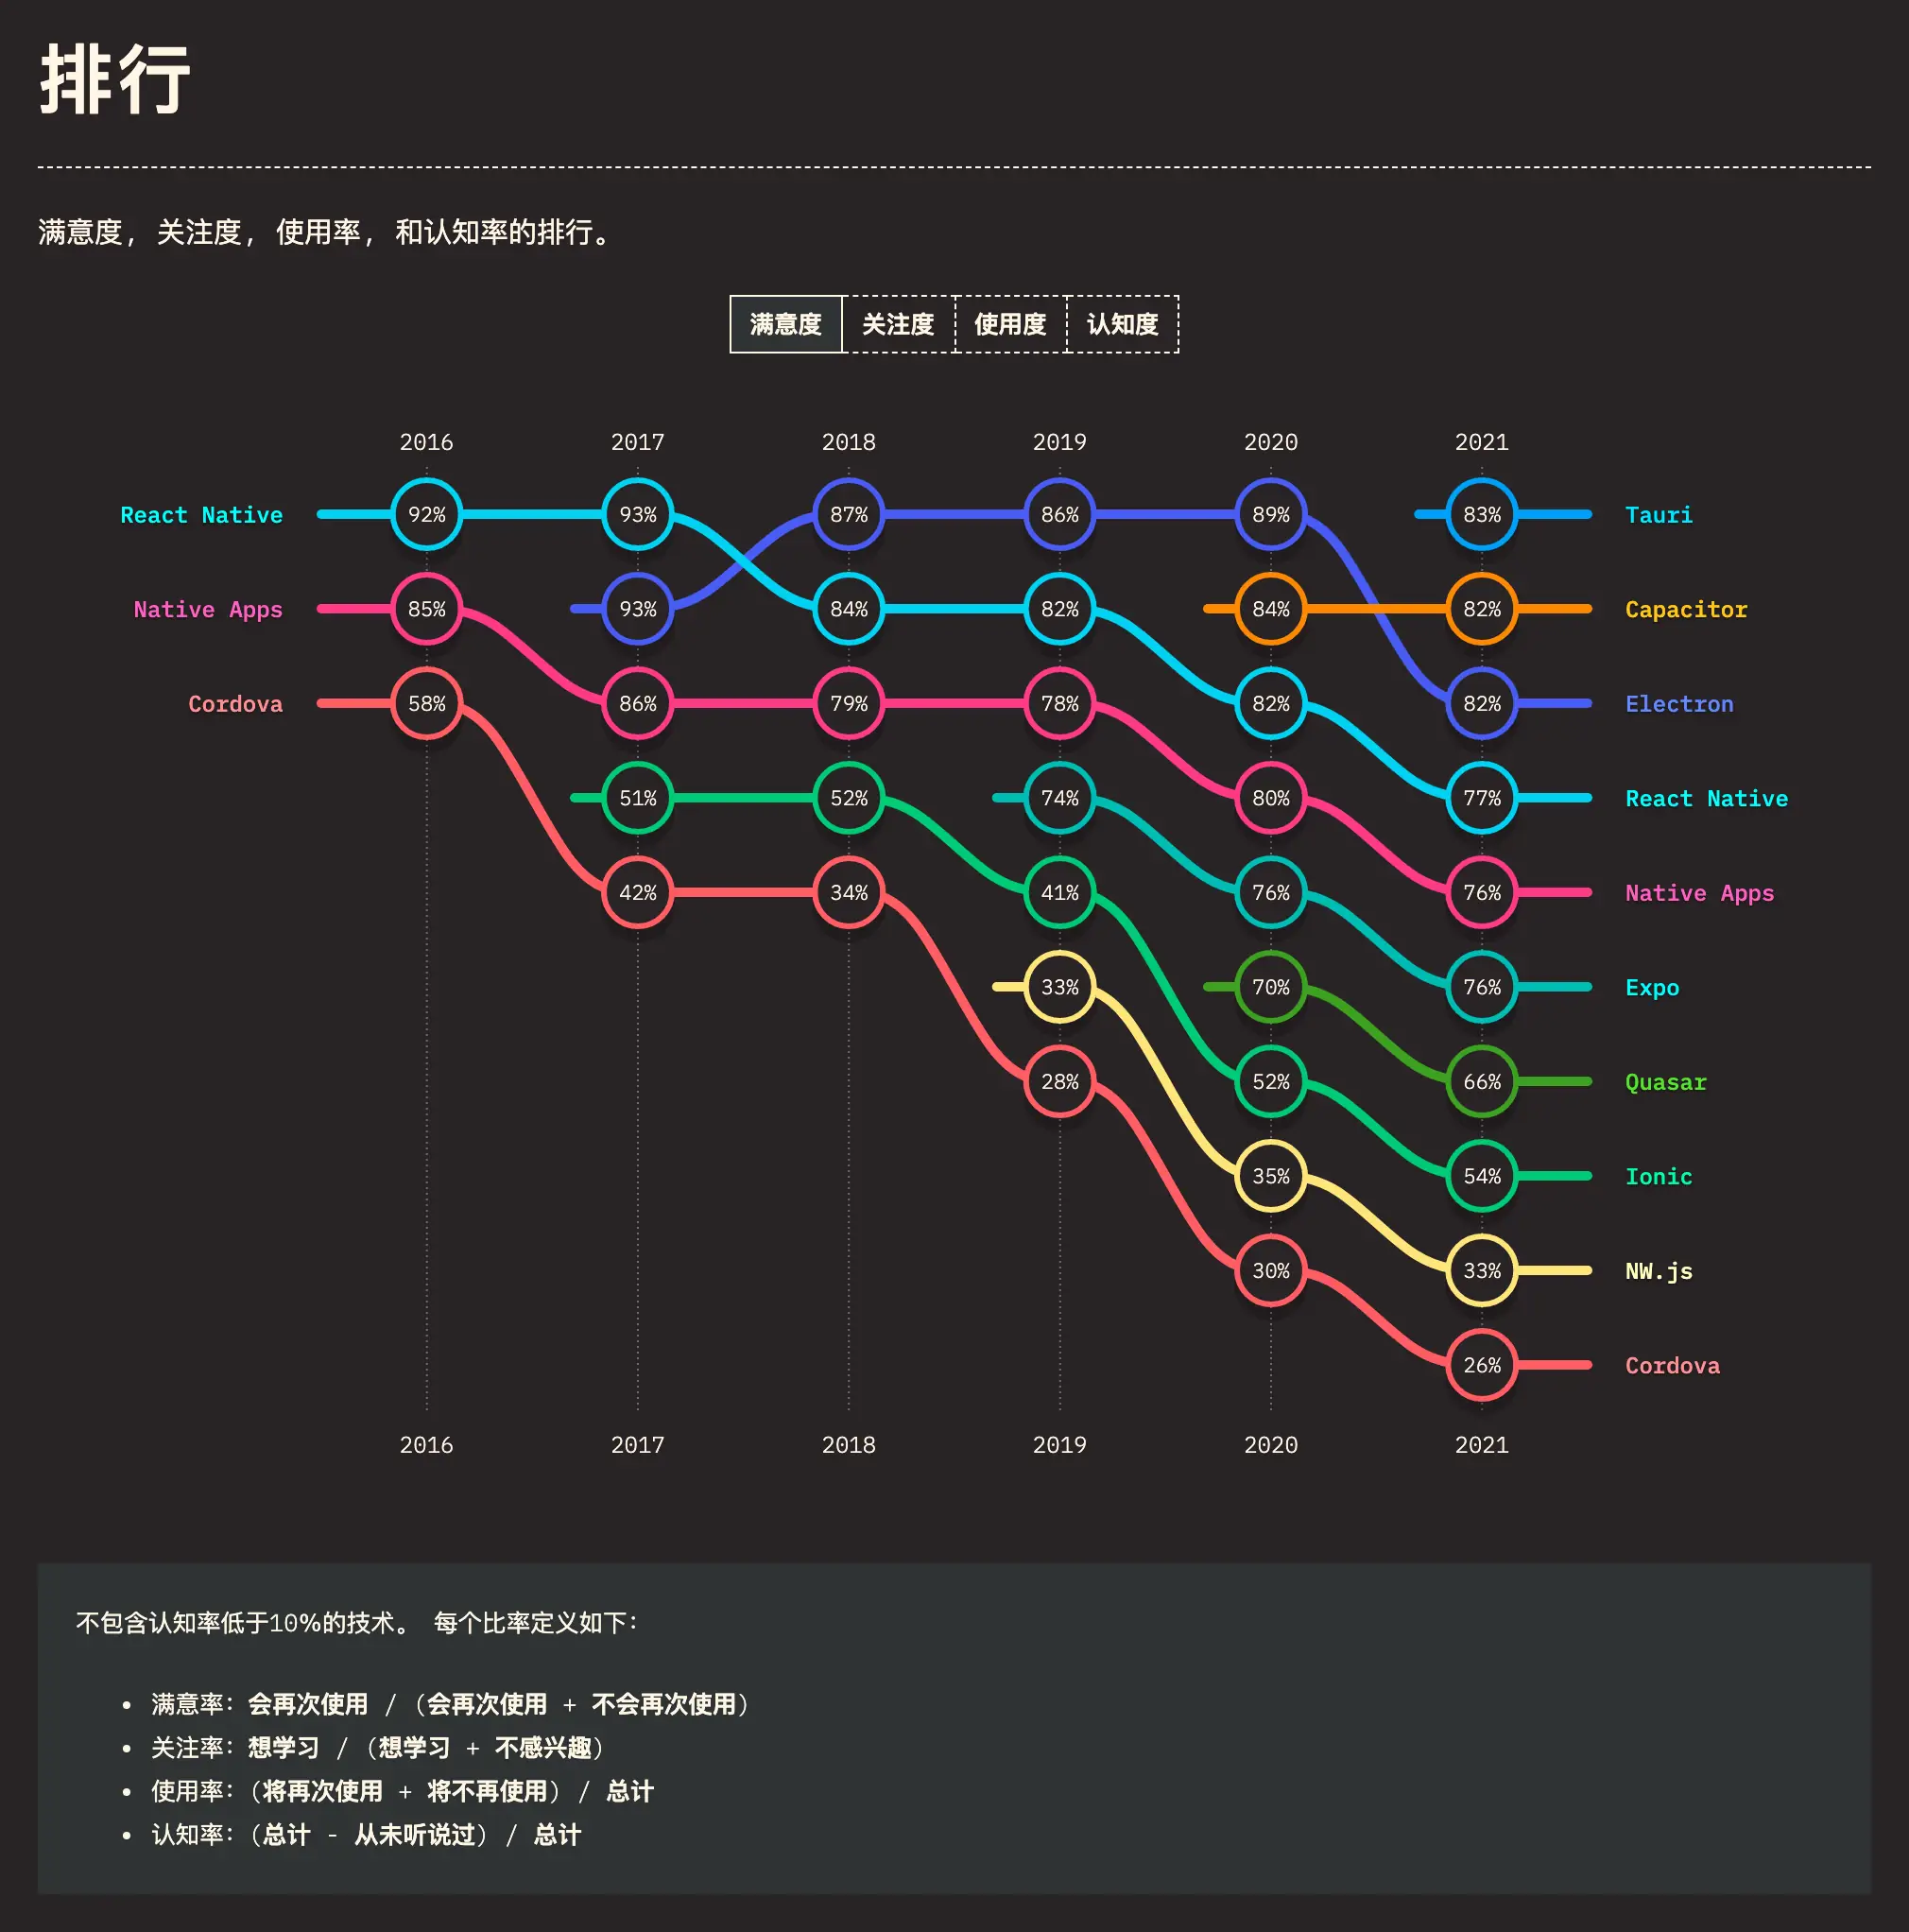 排行
满意度, 关注度, 使用率, 和认知率的排行。
满意度 关注度 使用度 认知度
2016 2017 2018 2019 2020 2021
React Native 92% 93% 87% 86% 89% 83% Tauri
Native Apps 85% 93% 84% 82% 84% 82% Capacitor
Cordova 58% 86% 79% 78% 82% 82% Electron
51% 52% 74% 80% 77% React Native
42% 34% 41% 76% 76% Native Apps
33% 70% 76% Expo
28% 52% 66% Quasar
35% 54% Ionic
30% 33% NW.js
26% Cordova
2016 2017 2018 2019 2020 2021
不包含认知率低于10%的技术。 每个比率定义如下：
• 满意率：会再次使用 / (会再次使用 + 不会再次使用)
• 关注率：想学习 / (想学习 + 不感兴趣)
• 使用率：(将再次使用 + 将不再使用) / 总计
• 认知率：(总计 - 从未听说过) / 总计